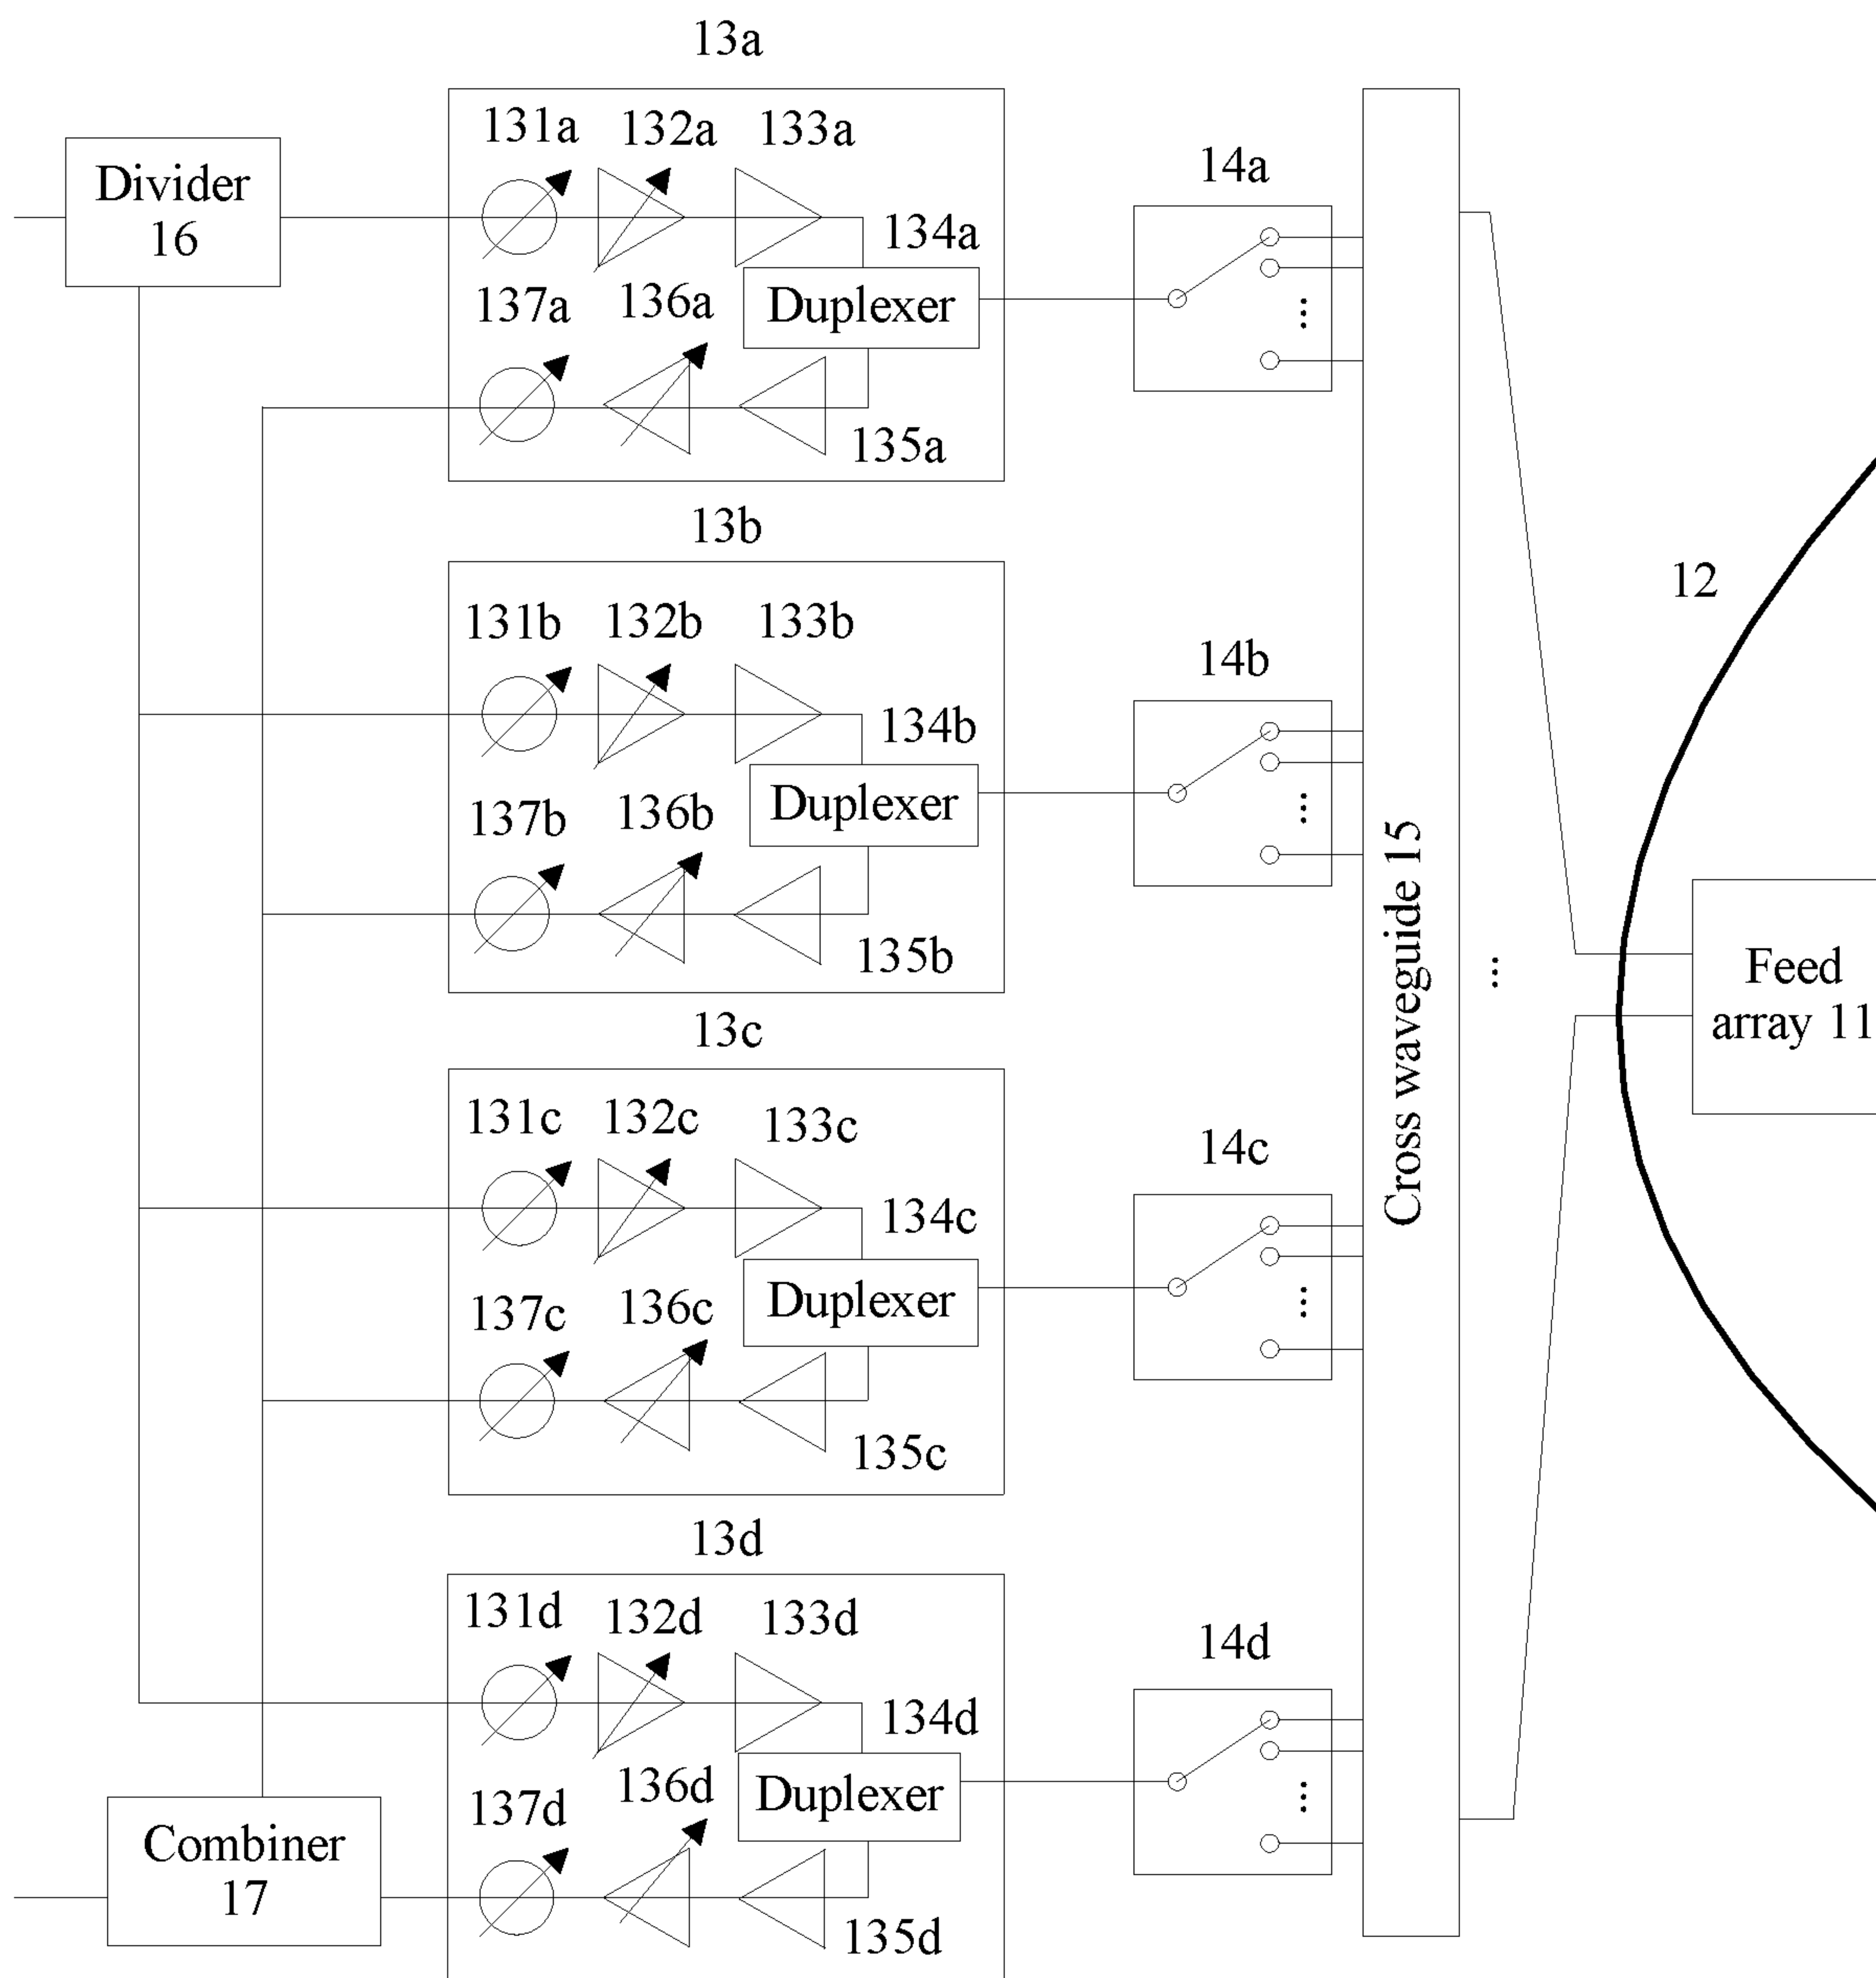 13a
131a 132a 133a
Divider
16
14a
134a
Duplexer
137a 136a
135a
13b
12
131b 132b 133b
14b
134b
Duplexer
137b 136b
135b
Cross waveguide 15
Feed
array 11
13c
131c 132c 133c
14c
134c
Duplexer
137c 136c
135c
13d
131d 132d 133d
14d
134d
Duplexer
137d 136d
Combiner
17
135d